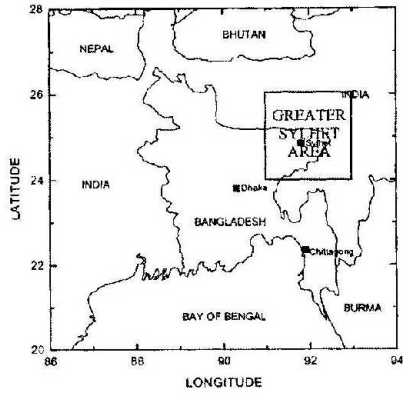 28
BHUTAN
NEPAL
26
INDIA
GREATER
SYLHET
Sylhet
AREA
LATITUDE
24
INDIA
Dhaka
BANGLADESH
Chittagong
22
BURMA
BAY OF BENGAL
20
86 88 90 92 94
LONGITUDE